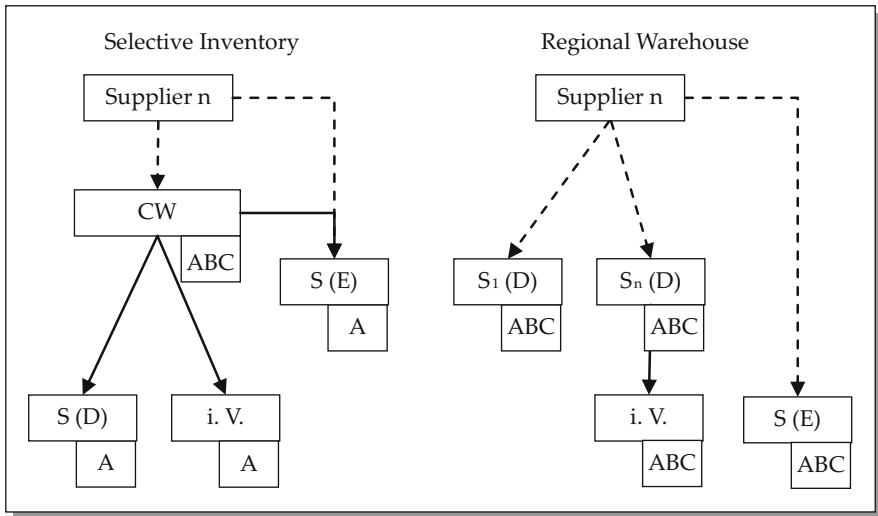 Selective Inventory
Supplier n
CW
ABC
S (E)
A
S (D)
A
i. V.
A
Regional Warehouse
Supplier n
S1 (D)
ABC
Sn (D)
ABC
i. V.
ABC
S (E)
ABC